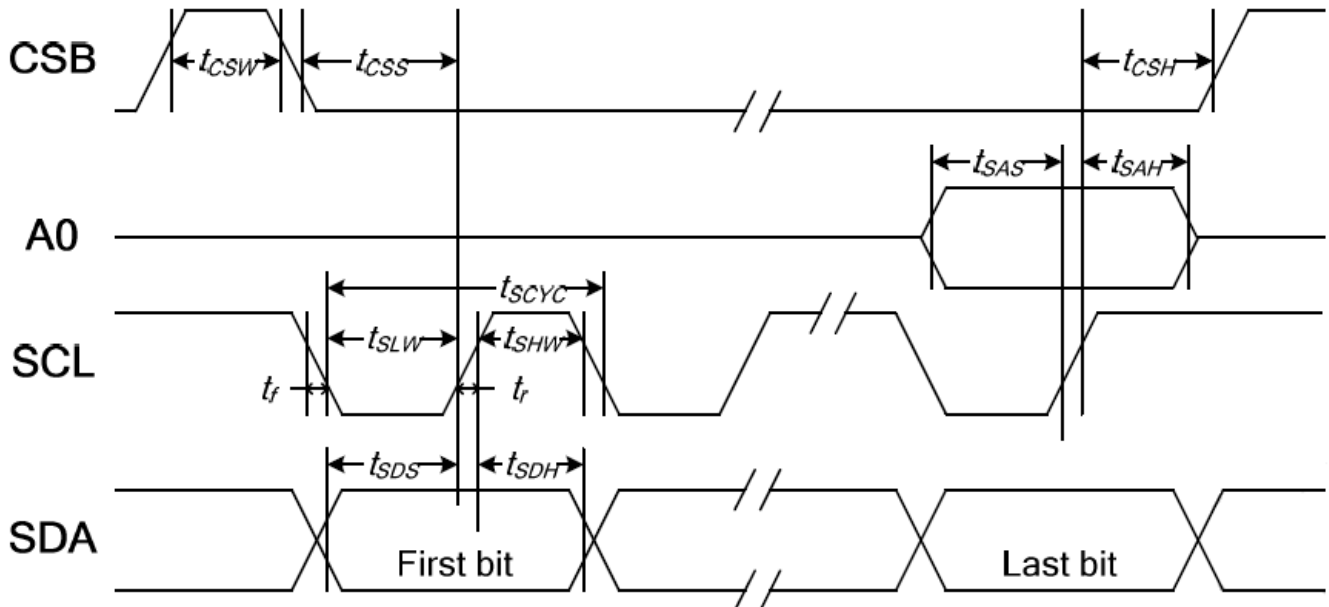 CSB
tCSW
tCSS
tCSH
tSAS
tSAH
A0
tSCYC
SCL
tSLW
tSHW
tf
tr
tSDS
tSDH
SDA
First bit
Last bit